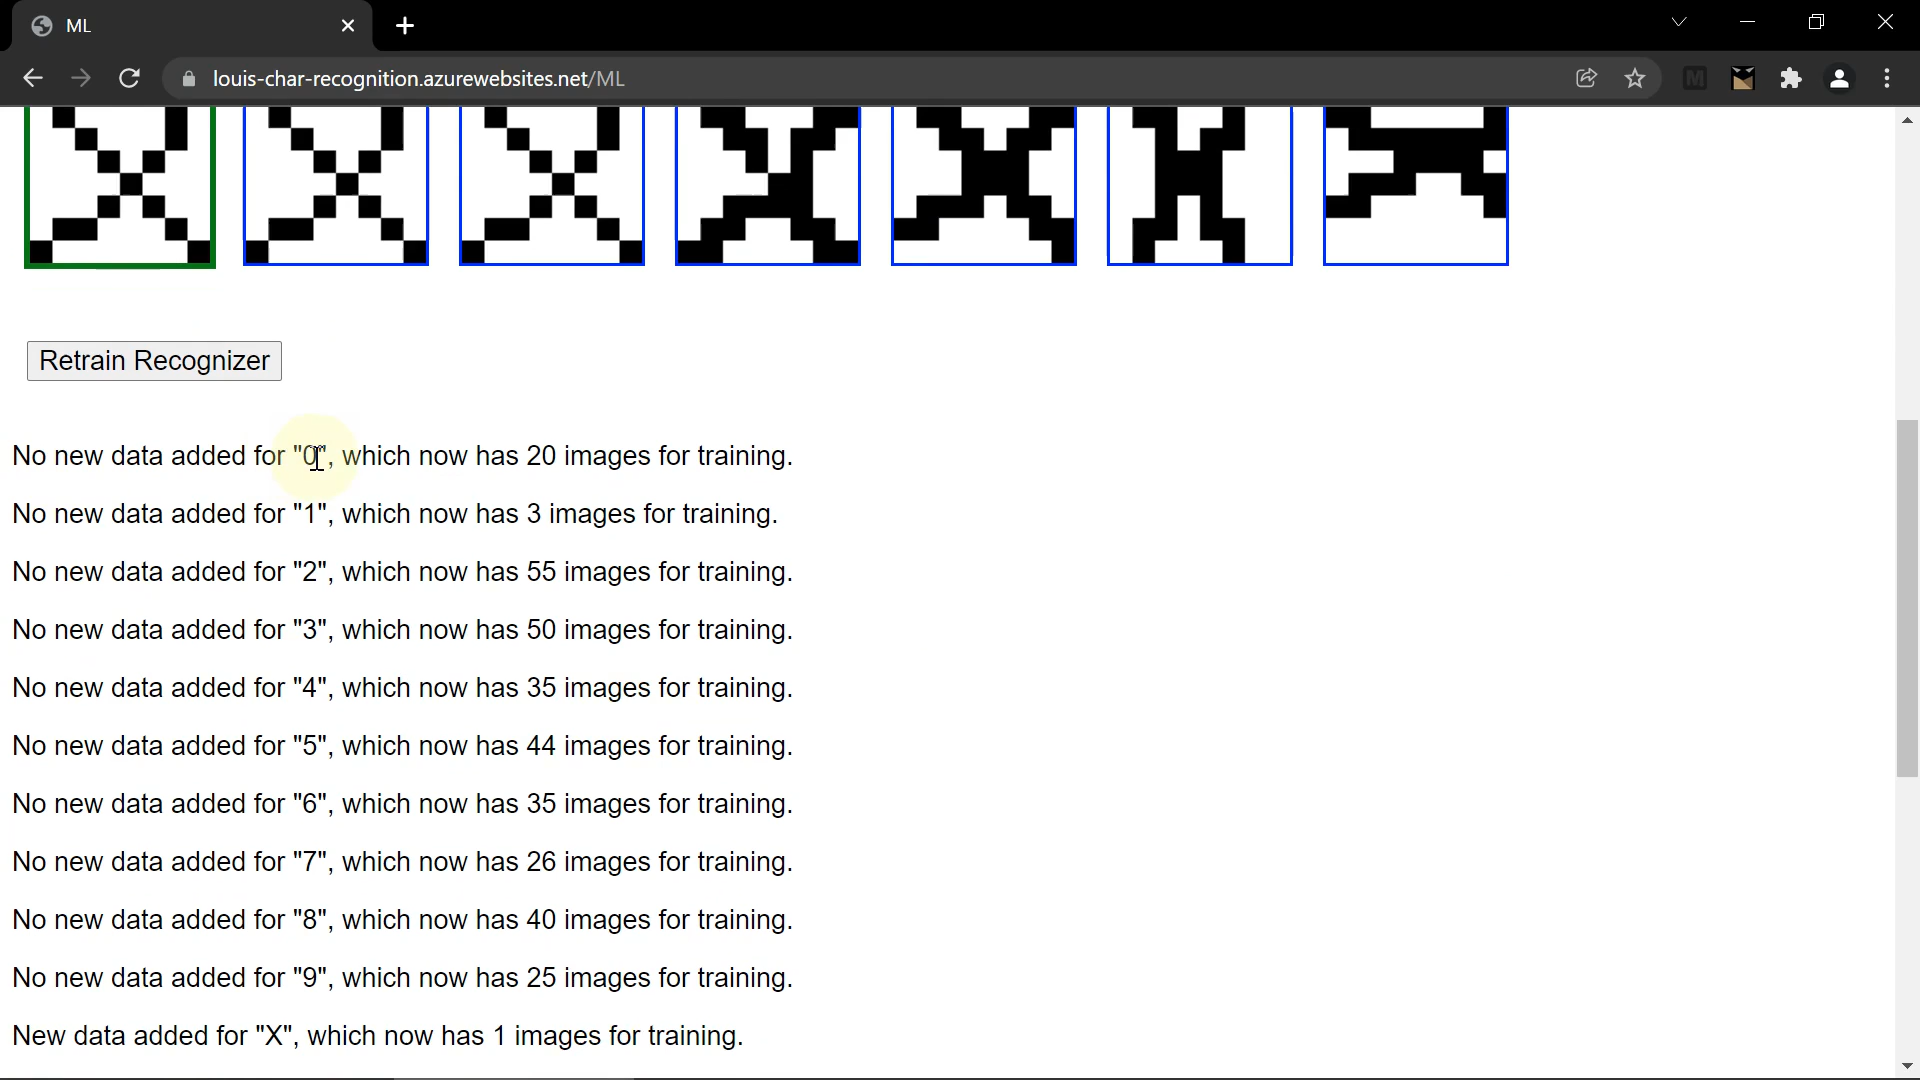 ML
louis-char-recognition.azurewebsites.net/ML
M
Retrain Recognizer
No new data added for "0", which now has 20 images for training.
No new data added for "1", which now has 3 images for training.
No new data added for "2", which now has 55 images for training.
No new data added for "3", which now has 50 images for training.
No new data added for "4", which now has 35 images for training.
No new data added for "5", which now has 44 images for training.
No new data added for "6", which now has 35 images for training.
No new data added for "7", which now has 26 images for training.
No new data added for "8", which now has 40 images for training.
No new data added for "9", which now has 25 images for training.
New data added for "X", which now has 1 images for training.